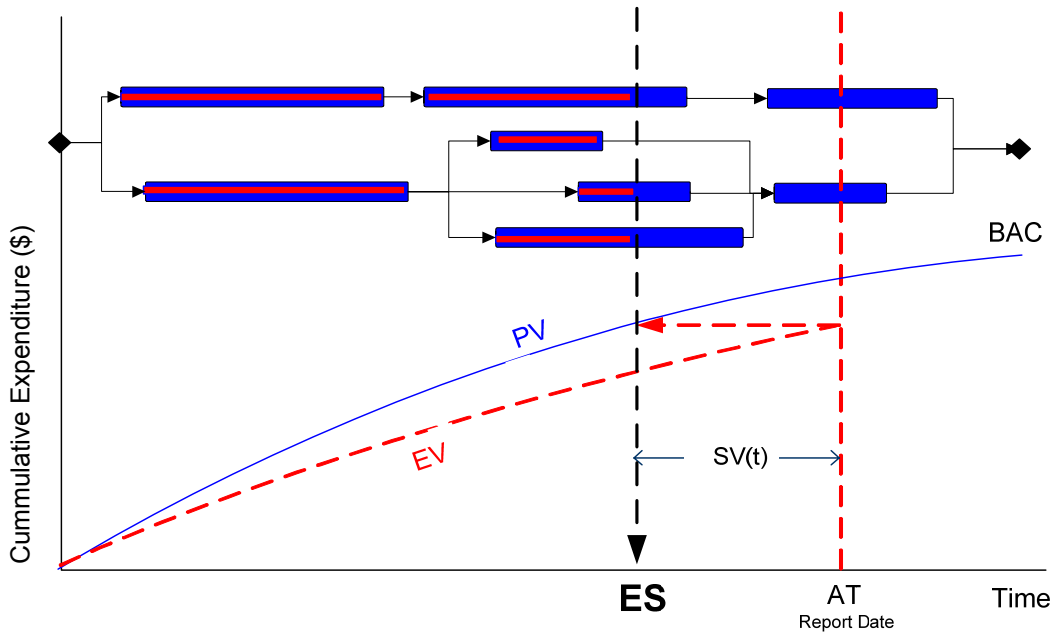 BAC
Cummulative Expenditure ($)
PV
EV
SV(t)
ES
AT
Report Date
Time